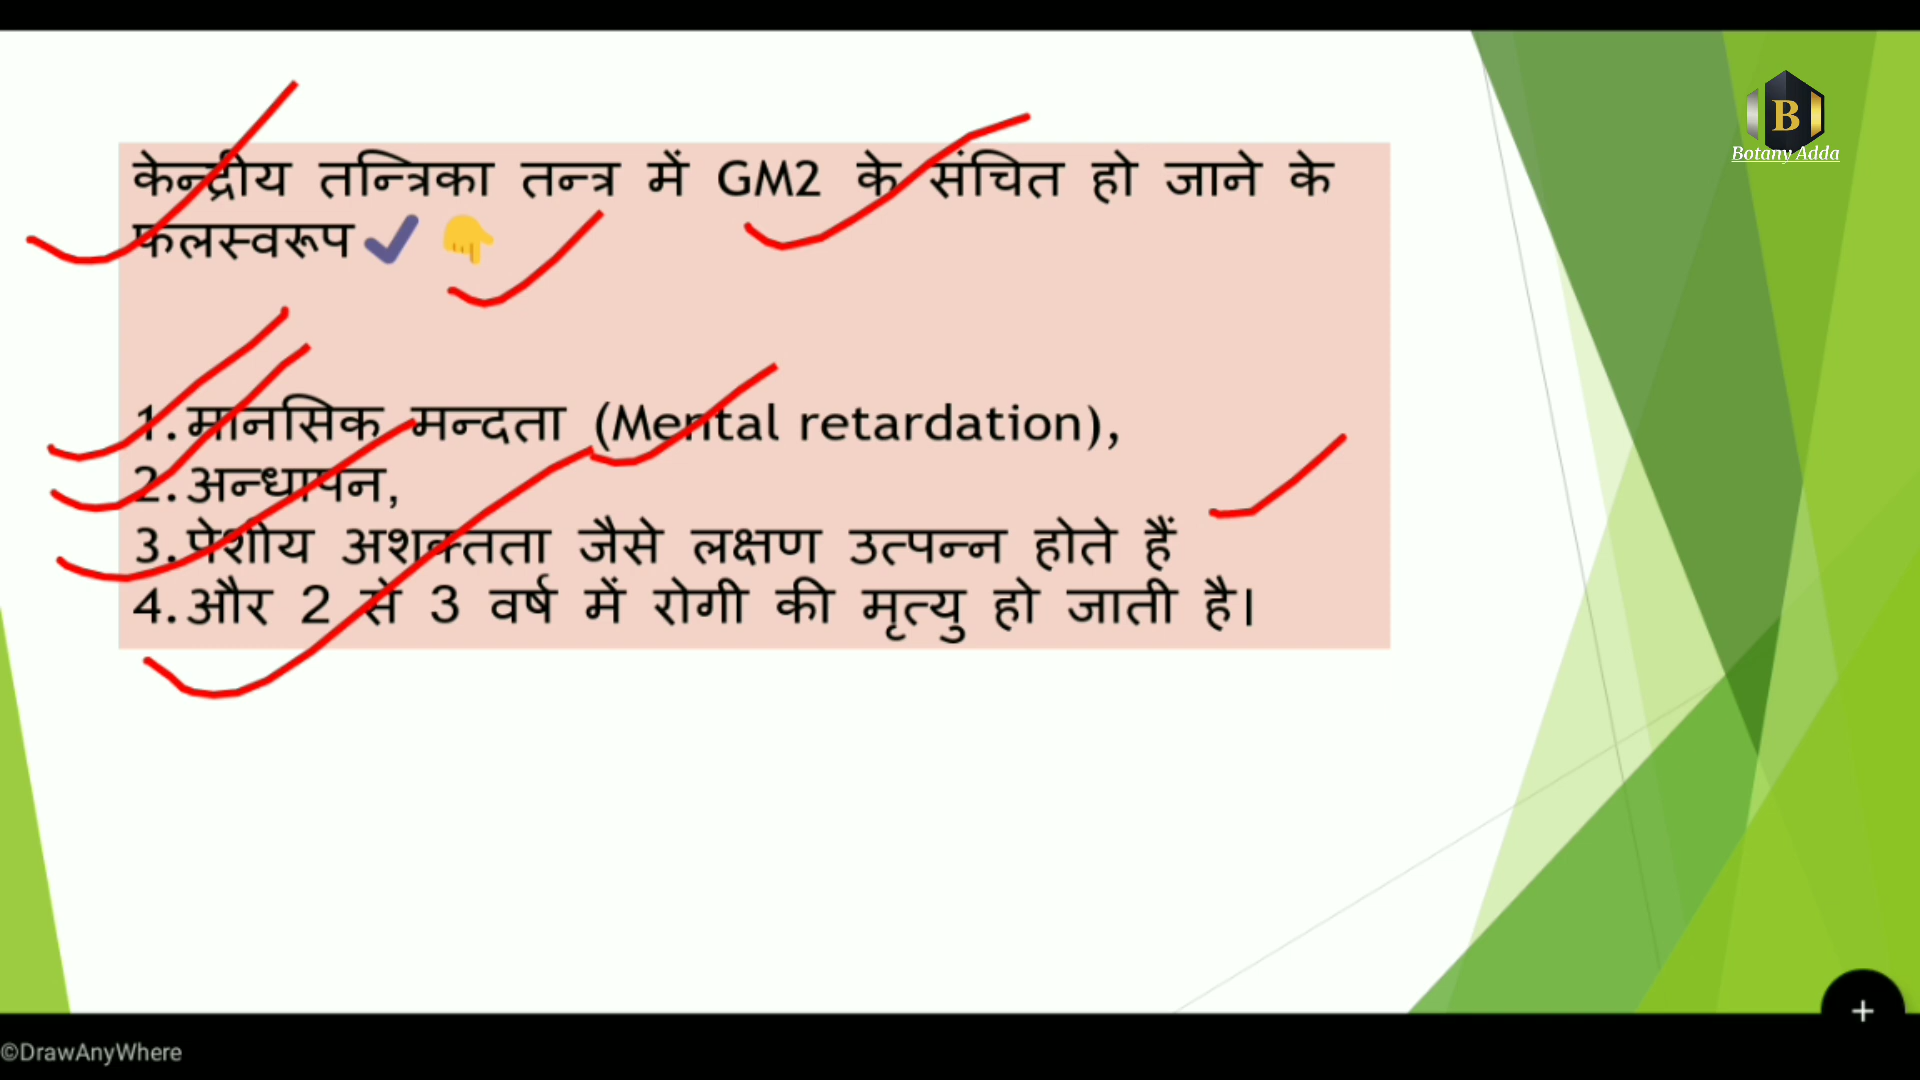 B
Botany Adda
केन्द्रीय तन्त्रिका तन्त्र में GM2 के संचित हो जाने के
फलस्वरूप✔ 👇
1.मानसिक मन्दता (Mental retardation),
2.अन्धापन,
3.पेशीय अशक्तता जैसे लक्षण उत्पन्न होते हैं
4.और 2 से 3 वर्ष में रोगी की मृत्यु हो जाती है।
+
©DrawAnyWhere